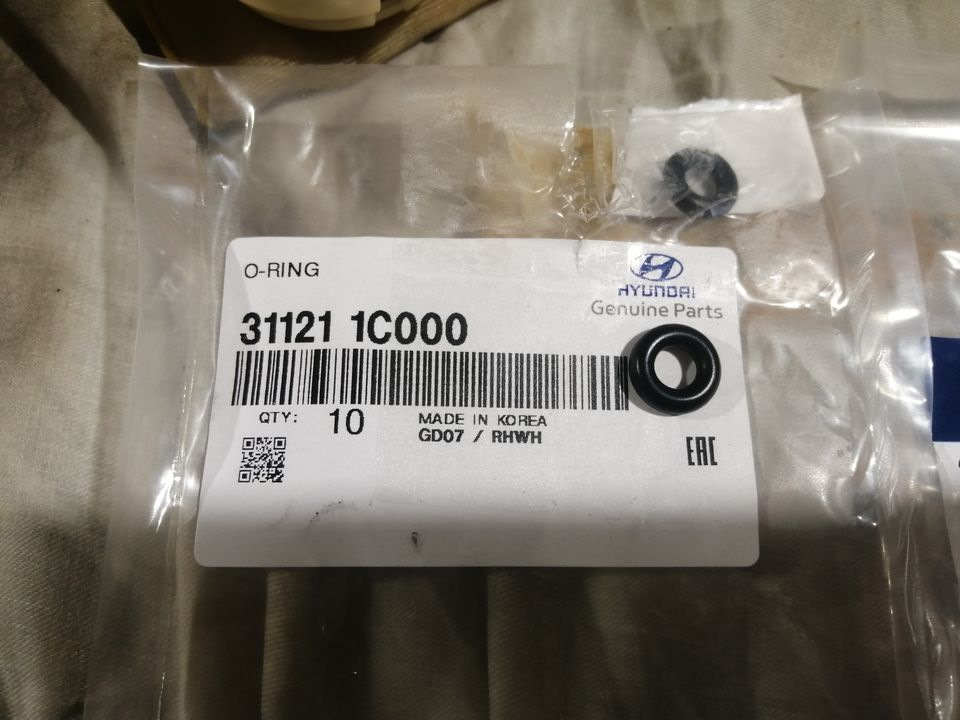 O-RING
HYUNDAI
Genuine Parts
31121 1C000
QTY: 10
MADE IN KOREA
GD07 / RHWH
EAC